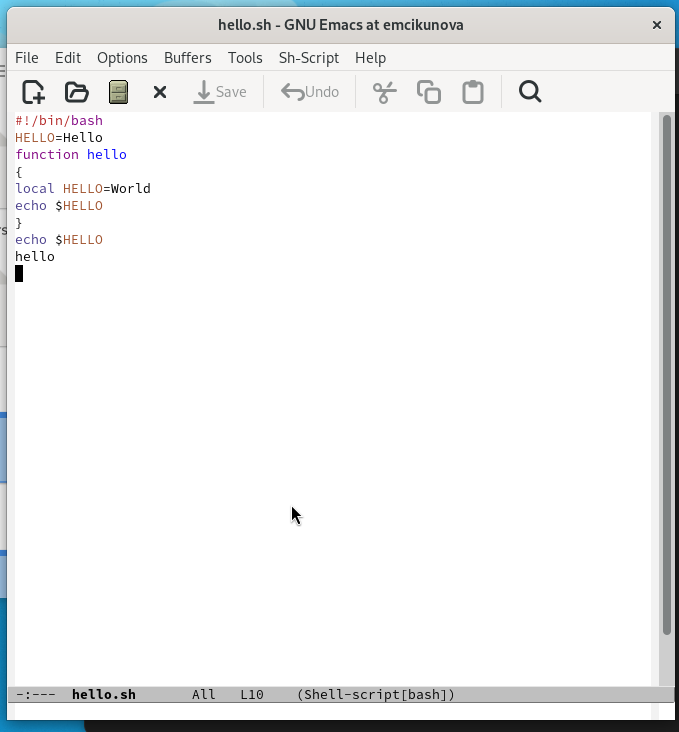 hello.sh - GNU Emacs at emcikunova
File Edit Options Buffers Tools Sh-Script Help
Save Undo
#!/bin/bash
HELLO=Hello
function hello
{
local HELLO=World
echo $HELLO
}
echo $HELLO
hello
-:--- hello.sh All L10 (Shell-script[bash])